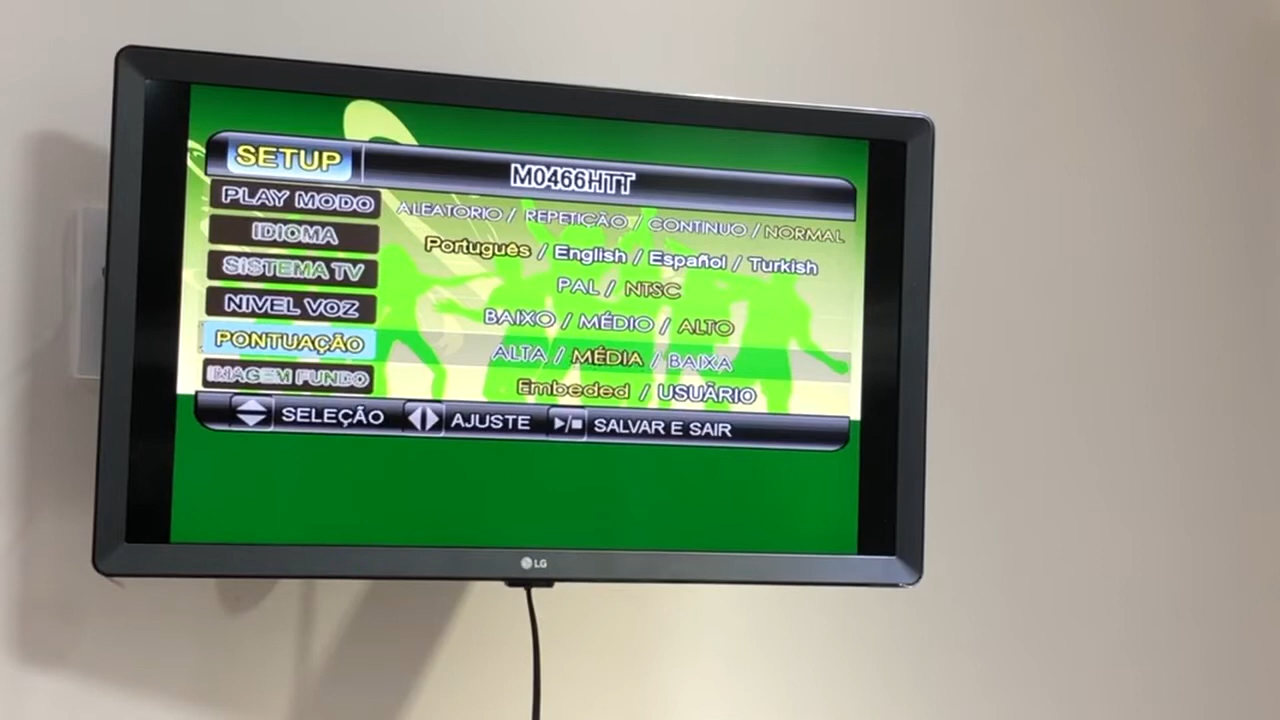 SETUP M0466HTT
PLAY MODO ALEATORIO / REPETIÇÃO / CONTINUO / NORMAL
IDIOMA Português / English / Español / Turkish
SISTEMA TV PAL / NTSC
NIVEL VOZ BAIXO / MÉDIO / ALTO
PONTUAÇÃO ALTA / MÉDIA / BAIXA
IMAGEM FUNDO Embeded / USUÃRIO
SELEÇÃO AJUSTE SALVAR E SAIR
LG